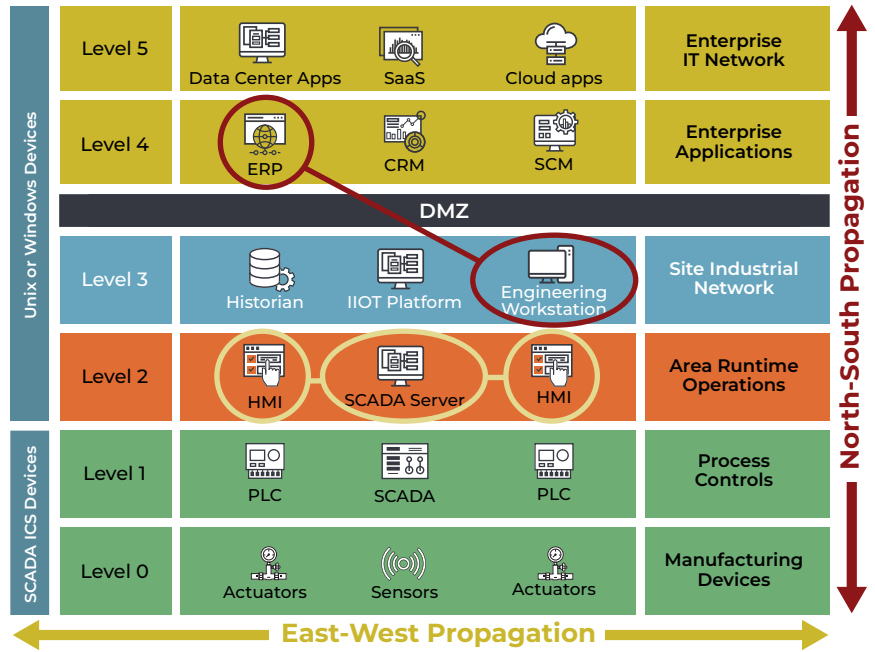 Level 5
Data Center Apps
SaaS
Cloud apps
Enterprise
IT Network
Level 4
ERP
CRM
SCM
Enterprise
Applications
DMZ
Level 3
Historian
IIOT Platform
Engineering
Workstation
Site Industrial
Network
Level 2
HMI
SCADA Server
HMI
Area Runtime
Operations
Level 1
PLC
SCADA
PLC
Process
Controls
Level 0
Actuators
Sensors
Actuators
Manufacturing
Devices
Unix or Windows Devices
SCADA ICS Devices
North-South Propagation
East-West Propagation